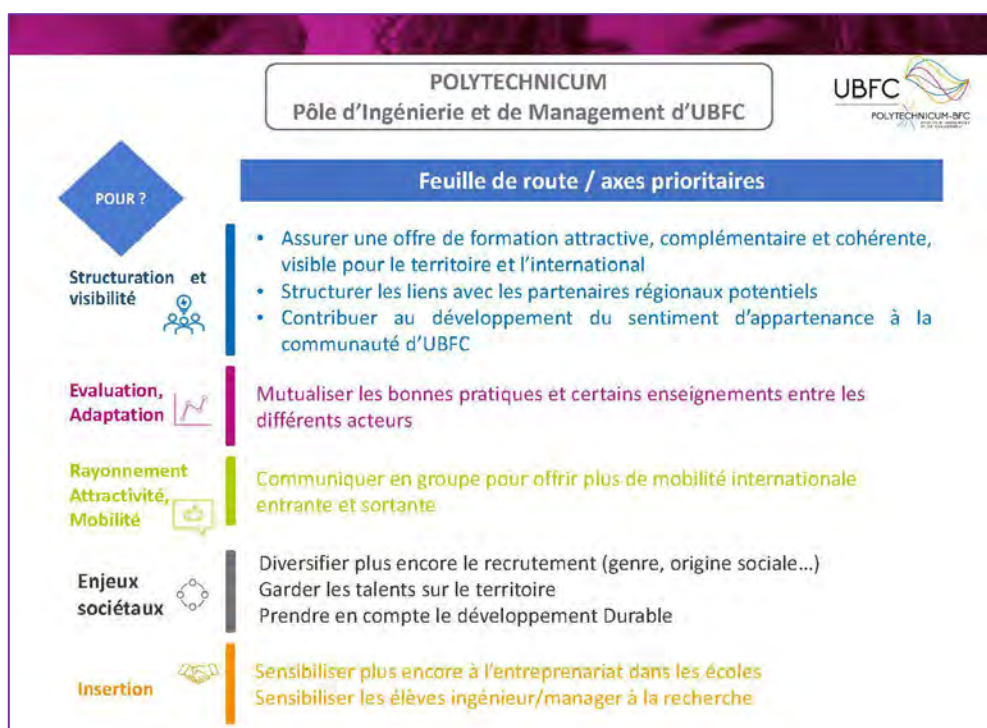 POLYTECHNICUM
Pôle d'Ingénierie et de Management d'UBFC
UBFC
POLYTECHNICUM-BFC
POUR ?
Feuille de route / axes prioritaires
Structuration et
visibilité
• Assurer une offre de formation attractive, complémentaire et cohérente,
visible pour le territoire et l'international
• Structurer les liens avec les partenaires régionaux potentiels
• Contribuer au développement du sentiment d'appartenance à la
communauté d'UBFC
Evaluation,
Adaptation
Mutualiser les bonnes pratiques et certains enseignements entre les
différents acteurs
Rayonnement
Attractivité,
Mobilité
Communiquer en groupe pour offrir plus de mobilité internationale
entrante et sortante
Enjeux
sociétaux
Diversifier plus encore le recrutement (genre, origine sociale...)
Garder les talents sur le territoire
Prendre en compte le développement Durable
Insertion
Sensibiliser plus encore à l'entreprenariat dans les écoles
Sensibiliser les élèves ingénieur/manager à la recherche